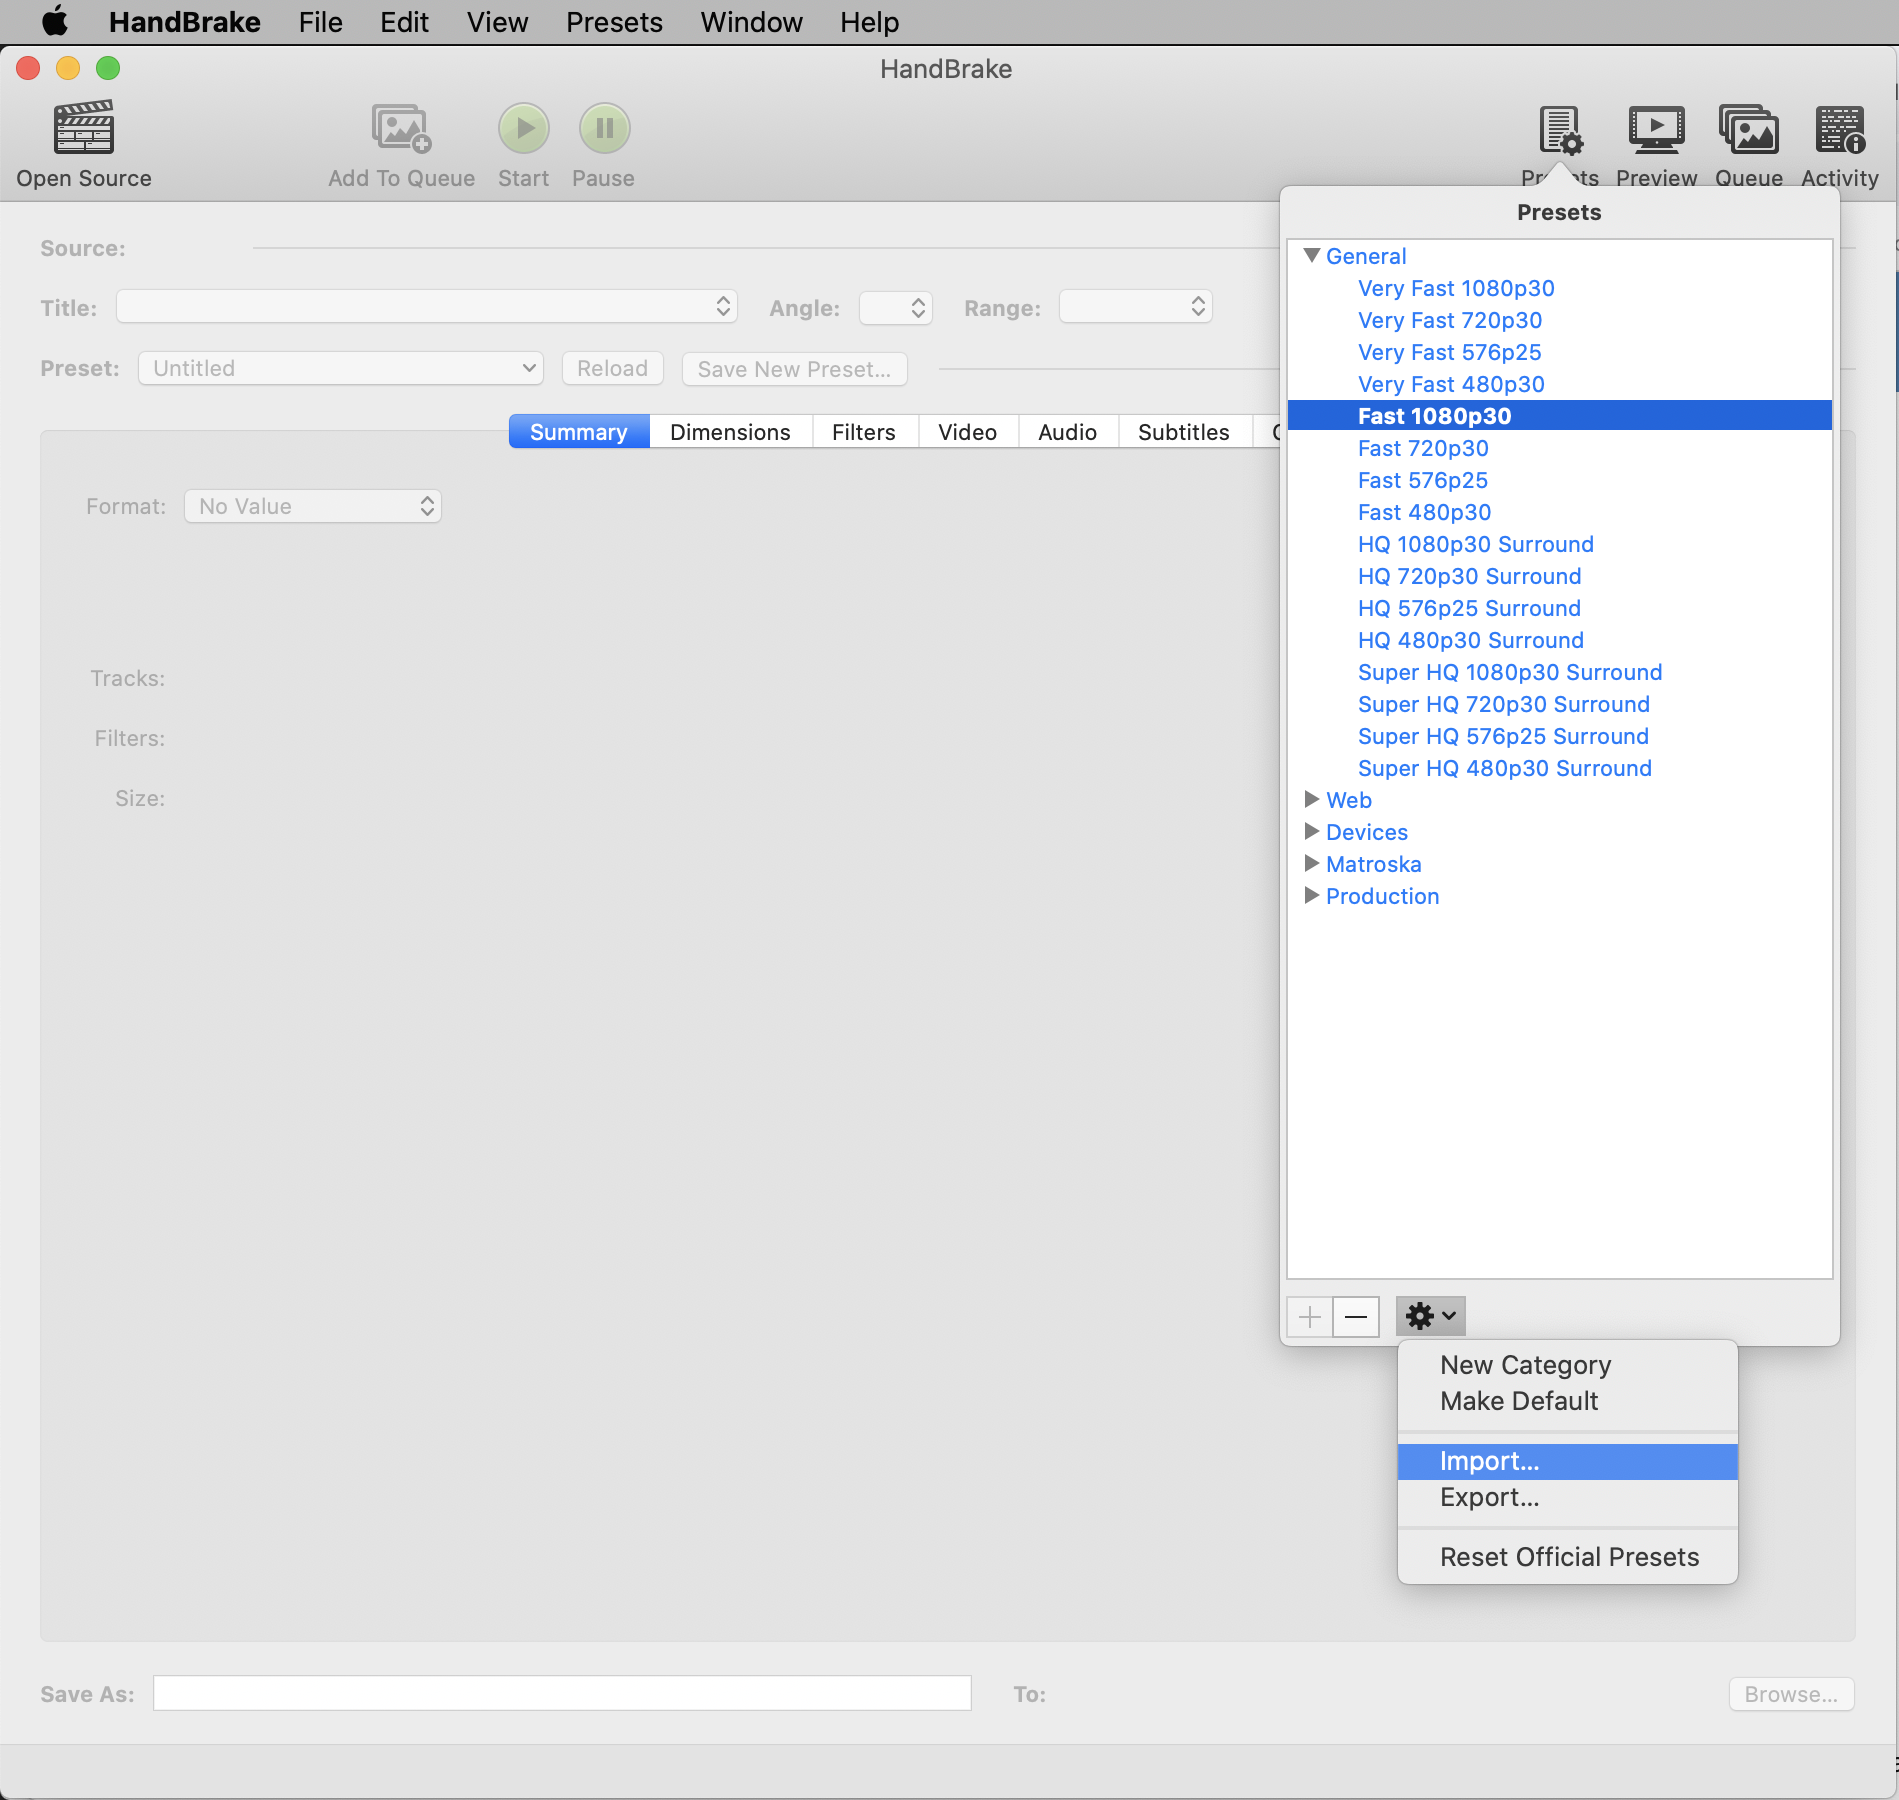 HandBrake File Edit View Presets Window Help
HandBrake
Open Source Add To Queue Start Pause Presets Preview Queue Activity
Presets
Source:
Title: Angle: Range:
Preset: Untitled Reload Save New Preset...
Summary Dimensions Filters Video Audio Subtitles
Format: No Value
Tracks:
Filters:
Size:
General
Very Fast 1080p30
Very Fast 720p30
Very Fast 576p25
Very Fast 480p30
Fast 1080p30
Fast 720p30
Fast 576p25
Fast 480p30
HQ 1080p30 Surround
HQ 720p30 Surround
HQ 576p25 Surround
HQ 480p30 Surround
Super HQ 1080p30 Surround
Super HQ 720p30 Surround
Super HQ 576p25 Surround
Super HQ 480p30 Surround
Web
Devices
Matroska
Production
New Category
Make Default
Import...
Export...
Reset Official Presets
Save As: To: Browse...